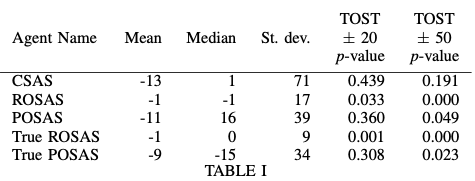 TOST TOST
Agent Name Mean Median St. dev. ± 20 ± 50
p-value p-value
CSAS -13 1 71 0.439 0.191
ROSAS -1 -1 17 0.033 0.000
POSAS -11 16 39 0.360 0.049
True ROSAS -1 0 9 0.001 0.000
True POSAS -9 -15 34 0.308 0.023
TABLE I